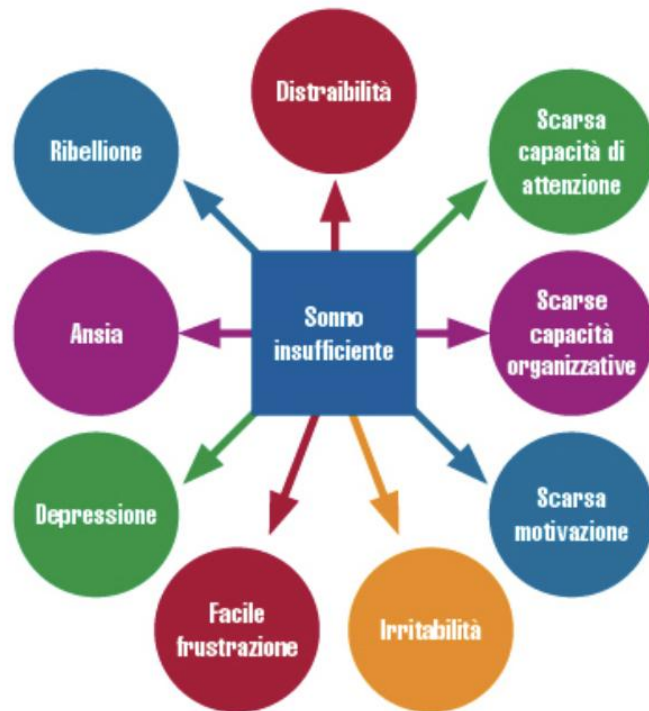 Distraibilità
Ribellione
Scarsa
capacità di
attenzione
Ansia
Sonno
insufficiente
Scarse
capacità
organizzative
Depressione
Scarsa
motivazione
Facile
frustrazione
Irritabilità